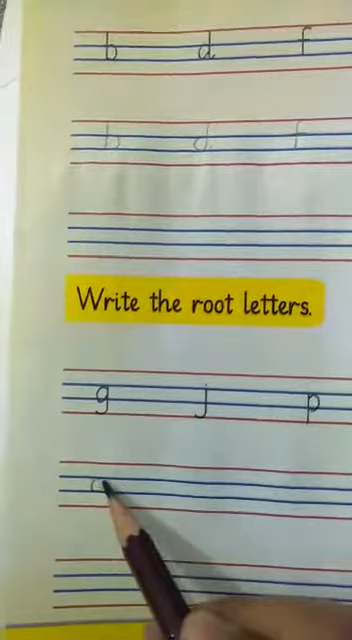 b d f
b d f
Write the root letters.
g j p